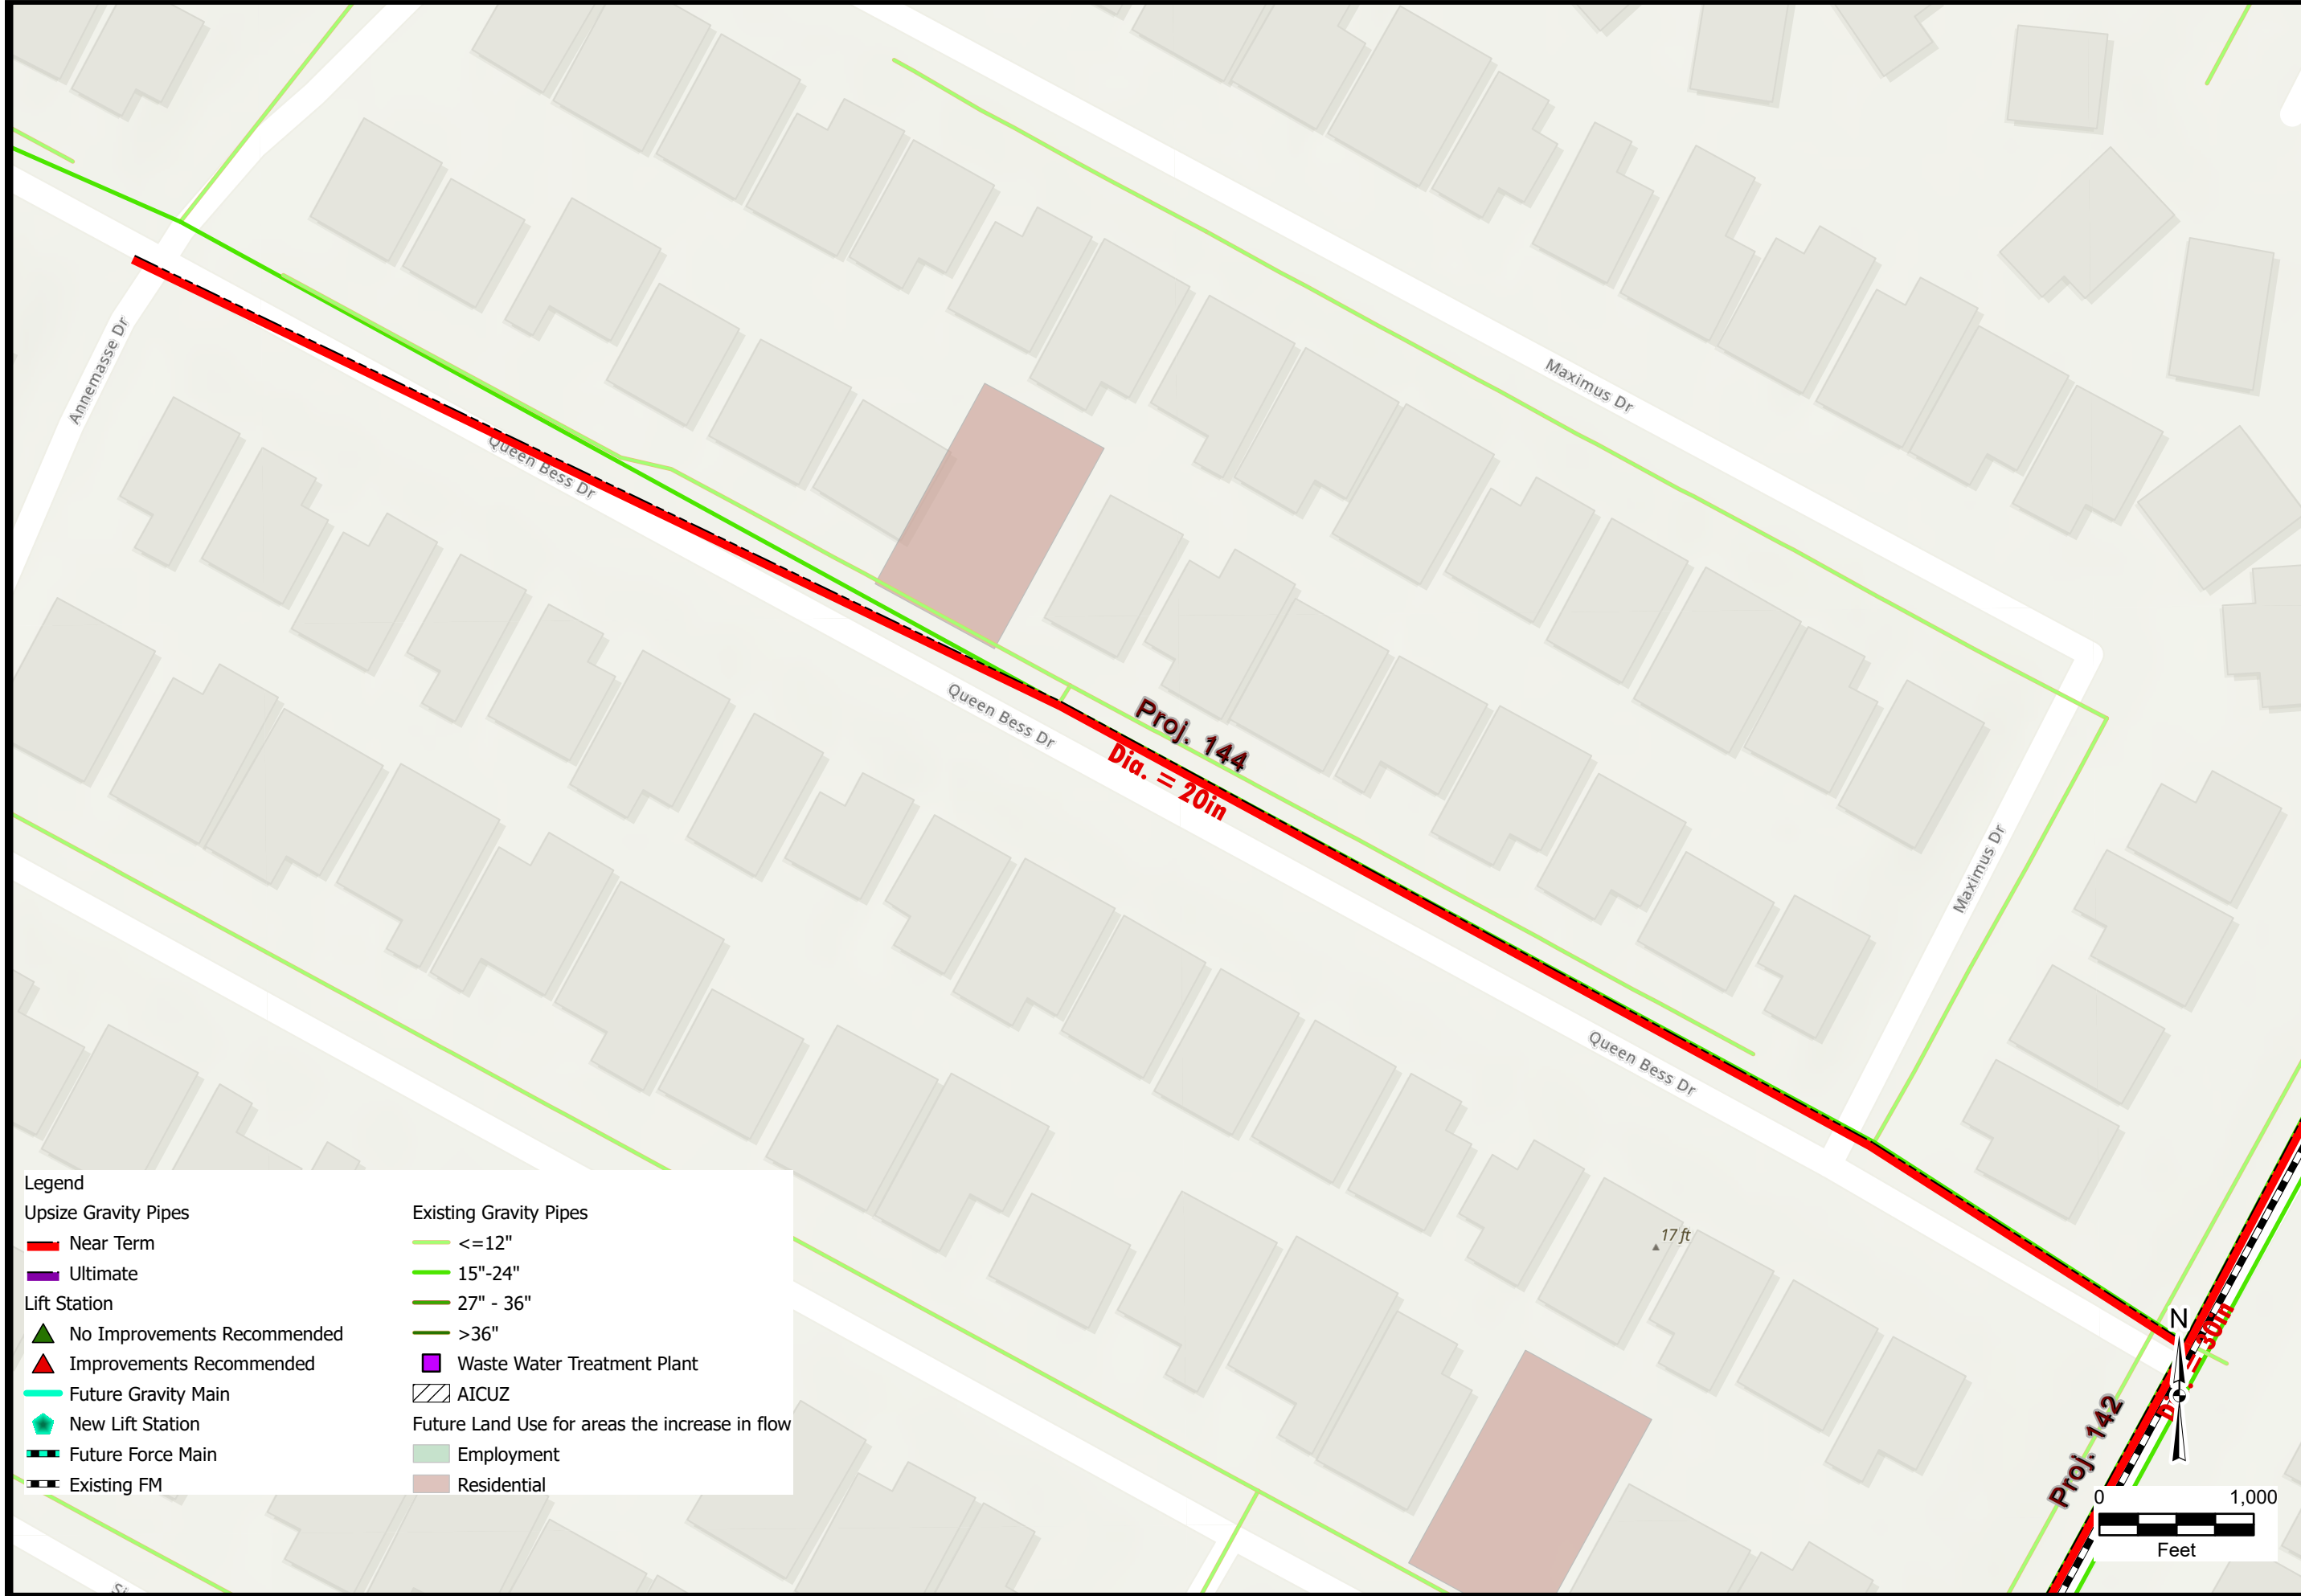 Maximus Dr
Annemasse Dr
Queen Bess Dr
Queen Bess Dr
Proj. 144
Dia. = 20in
Maximus Dr
Queen Bess Dr
17 ft
N
= 30in
Proj. 142
0 1,000
Feet
Legend
Upsize Gravity Pipes
Near Term
Ultimate
Lift Station
No Improvements Recommended
Improvements Recommended
Future Gravity Main
New Lift Station
Future Force Main
Existing FM
Existing Gravity Pipes
<=12"
15"-24"
27" - 36"
>36"
Waste Water Treatment Plant
AICUZ
Future Land Use for areas the increase in flow
Employment
Residential